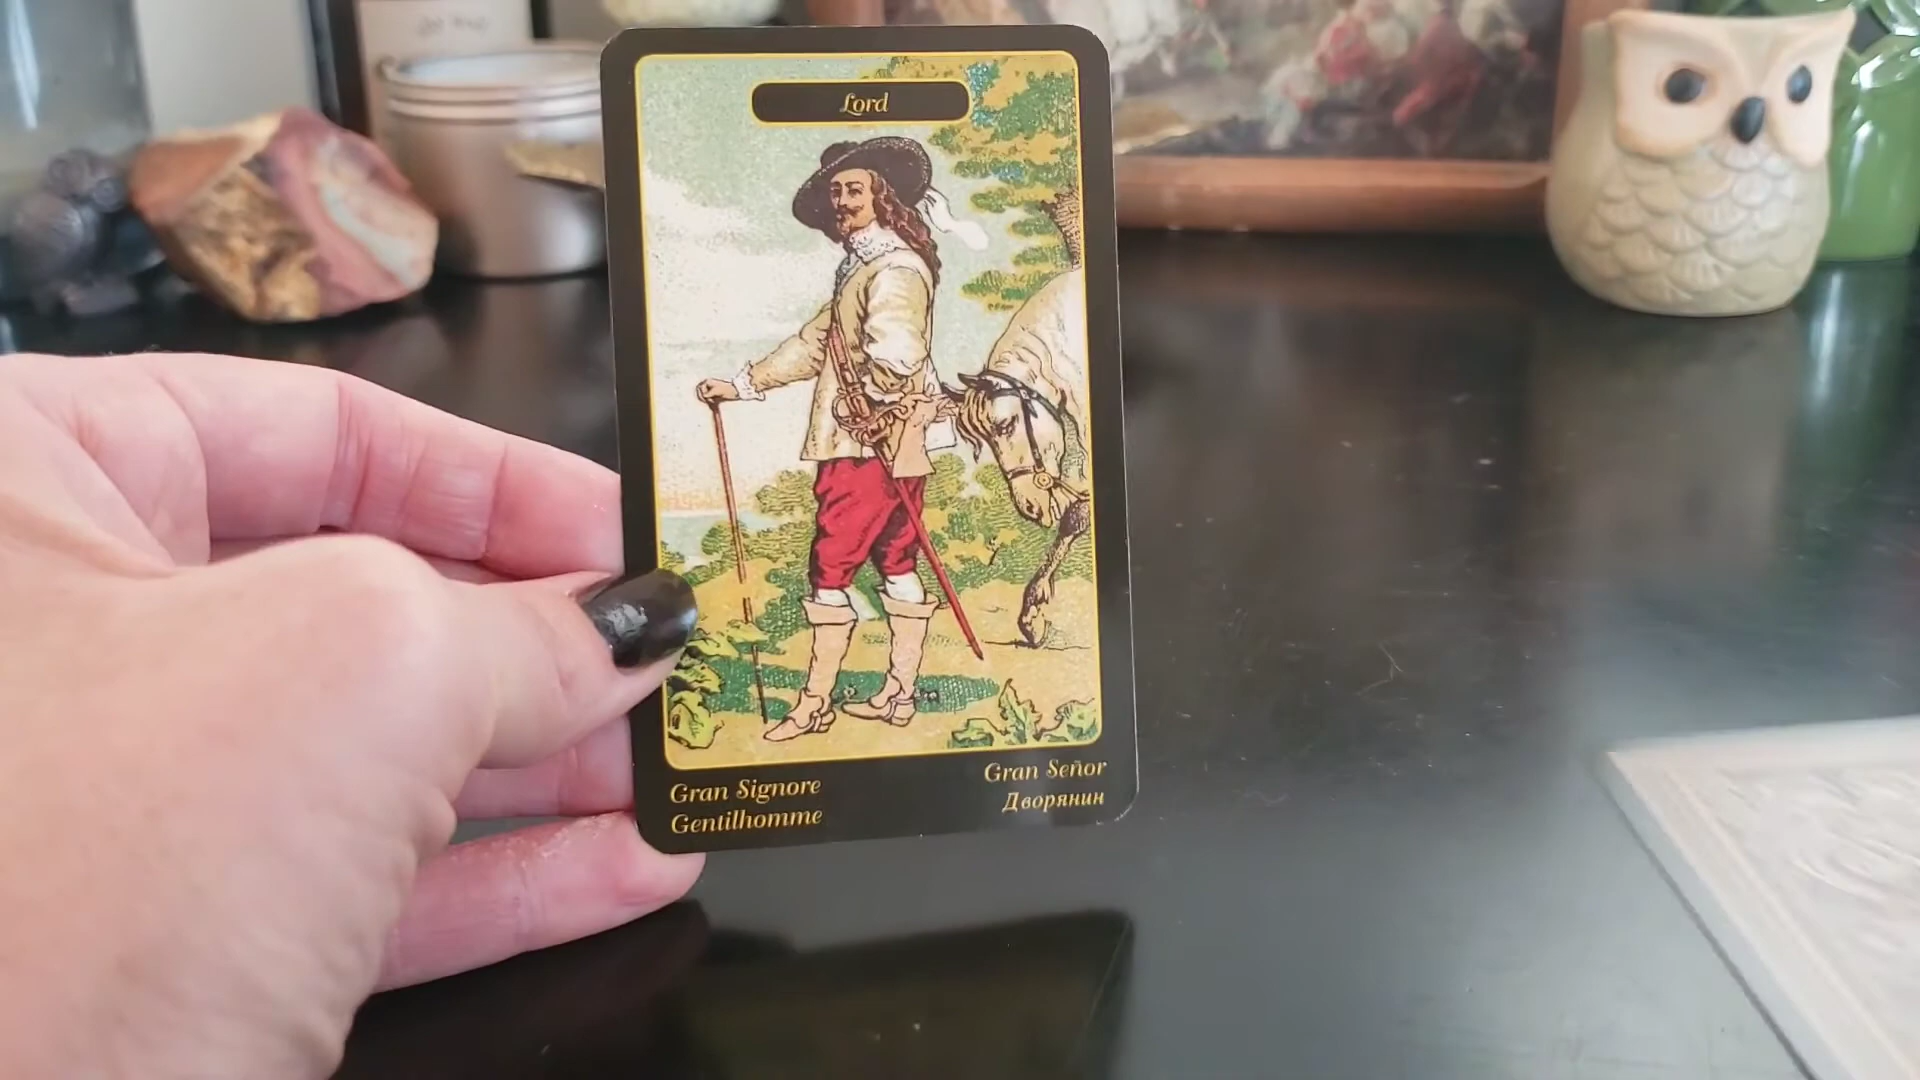 Lord
Gran Signore
Gentilhomme
Gran Señor
Дворянин